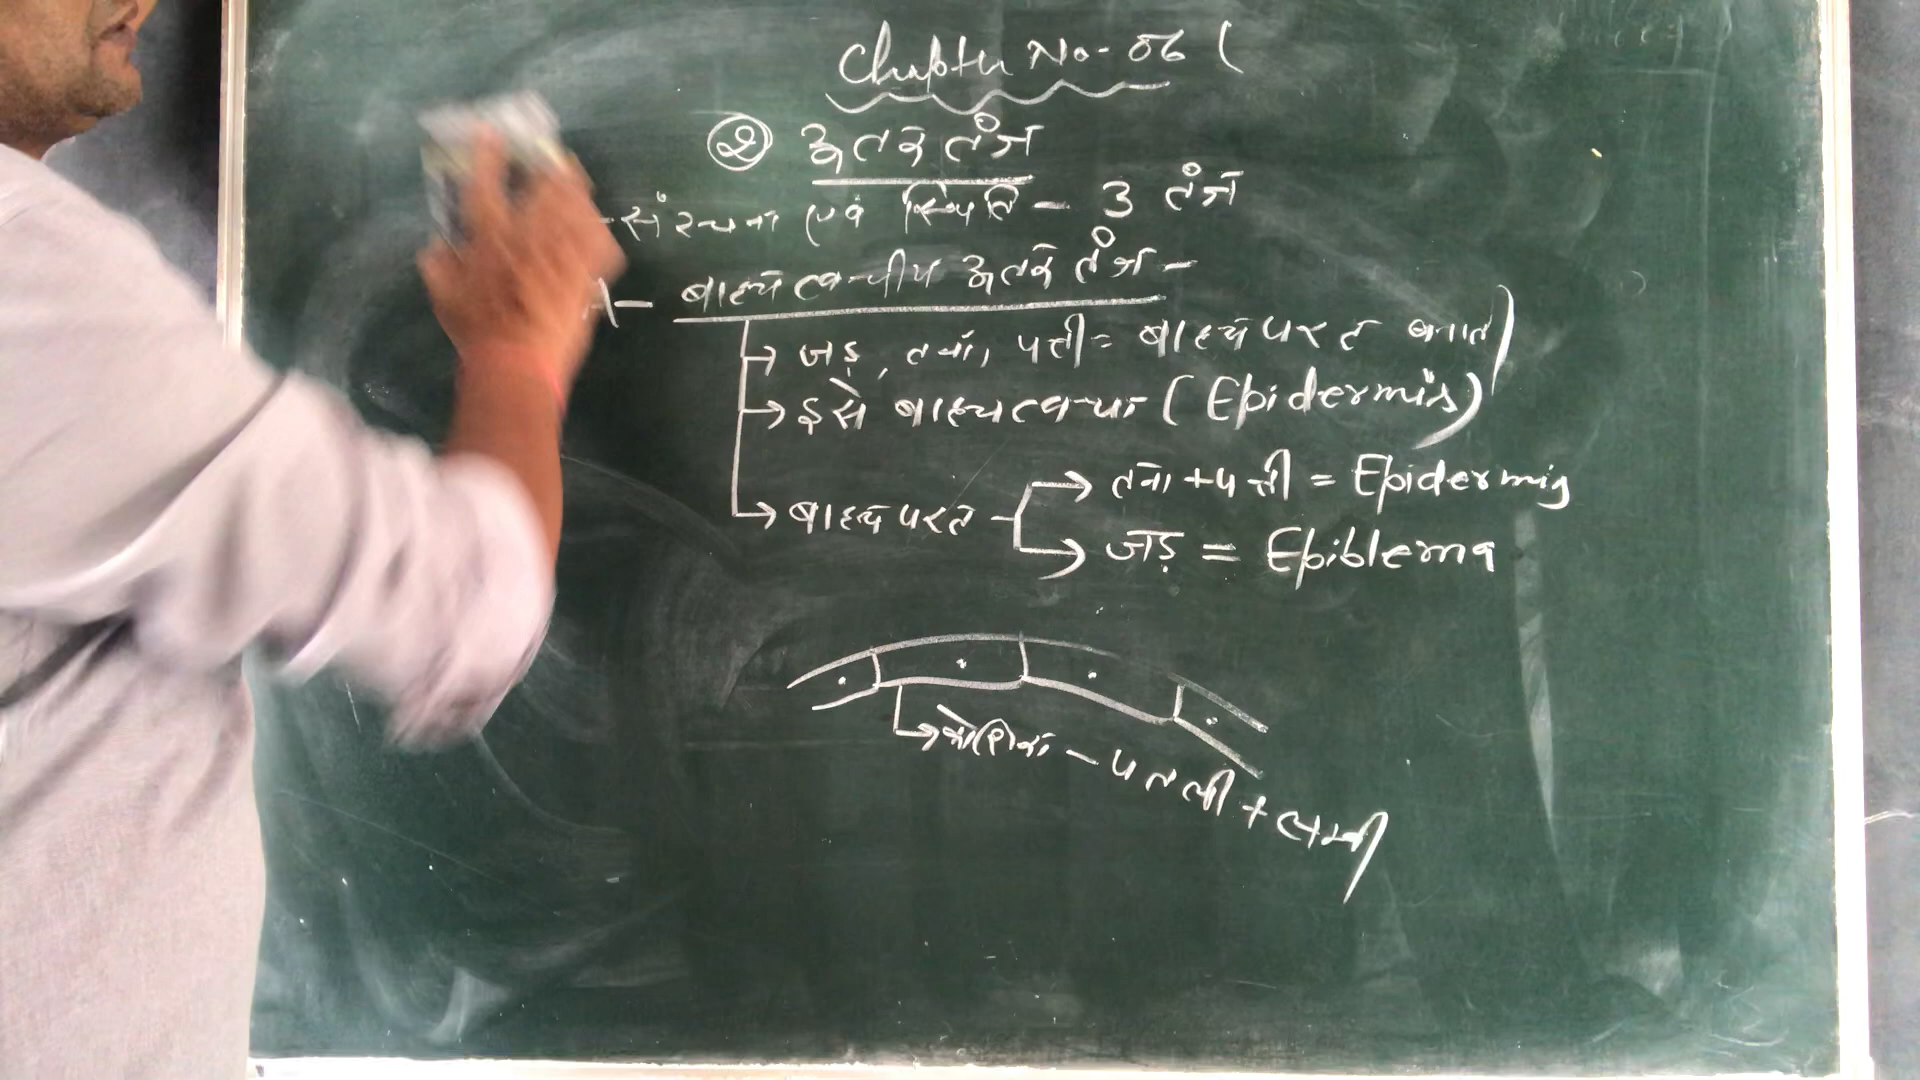 Chapter No- 06 (
② ऊतक तंत्र
संरचना एवं स्थिति - 3 तंत्र
A- बाह्य त्वचीय ऊतक तंत्र -
→ जड़, तना, पत्ती = बाह्य परत बनाता
→ इसे बाह्यत्वचा (Epidermis)
→ बाह्य परत
→ तना + पत्ती = Epidermis
→ जड़ = Epiblema
→ कोशिका - पतली + लम्बी